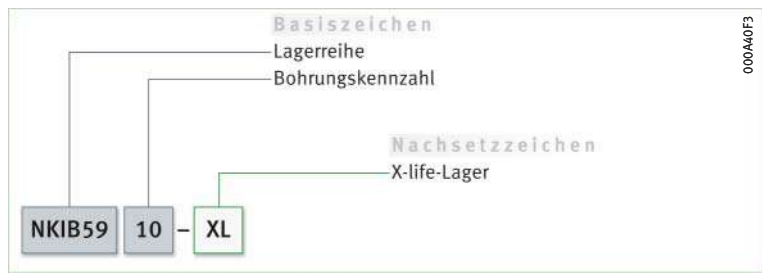 Basiszeichen
Lagerreihe
Bohrungskennzahl
Nachsetzzeichen
X-life-Lager
NKIB59 10 – XL
000A40F3